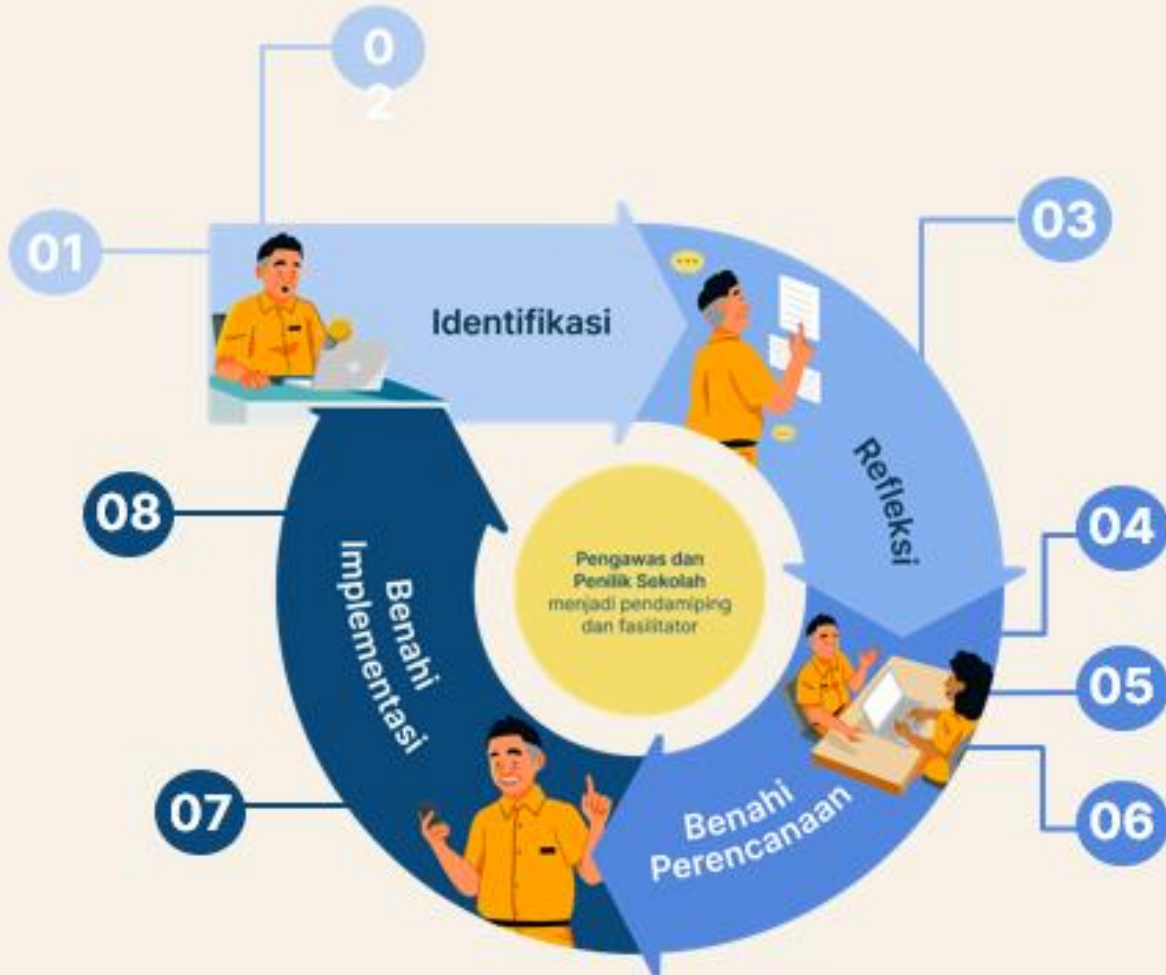 0
2
01
03
Identifikasi
Refleksi
04
08
Pengawas dan
Penilik Sekolah
menjadi pendamiping
dan fasilitator
Benahi
Implementasi
05
07
Benahi
Perencanaan
06